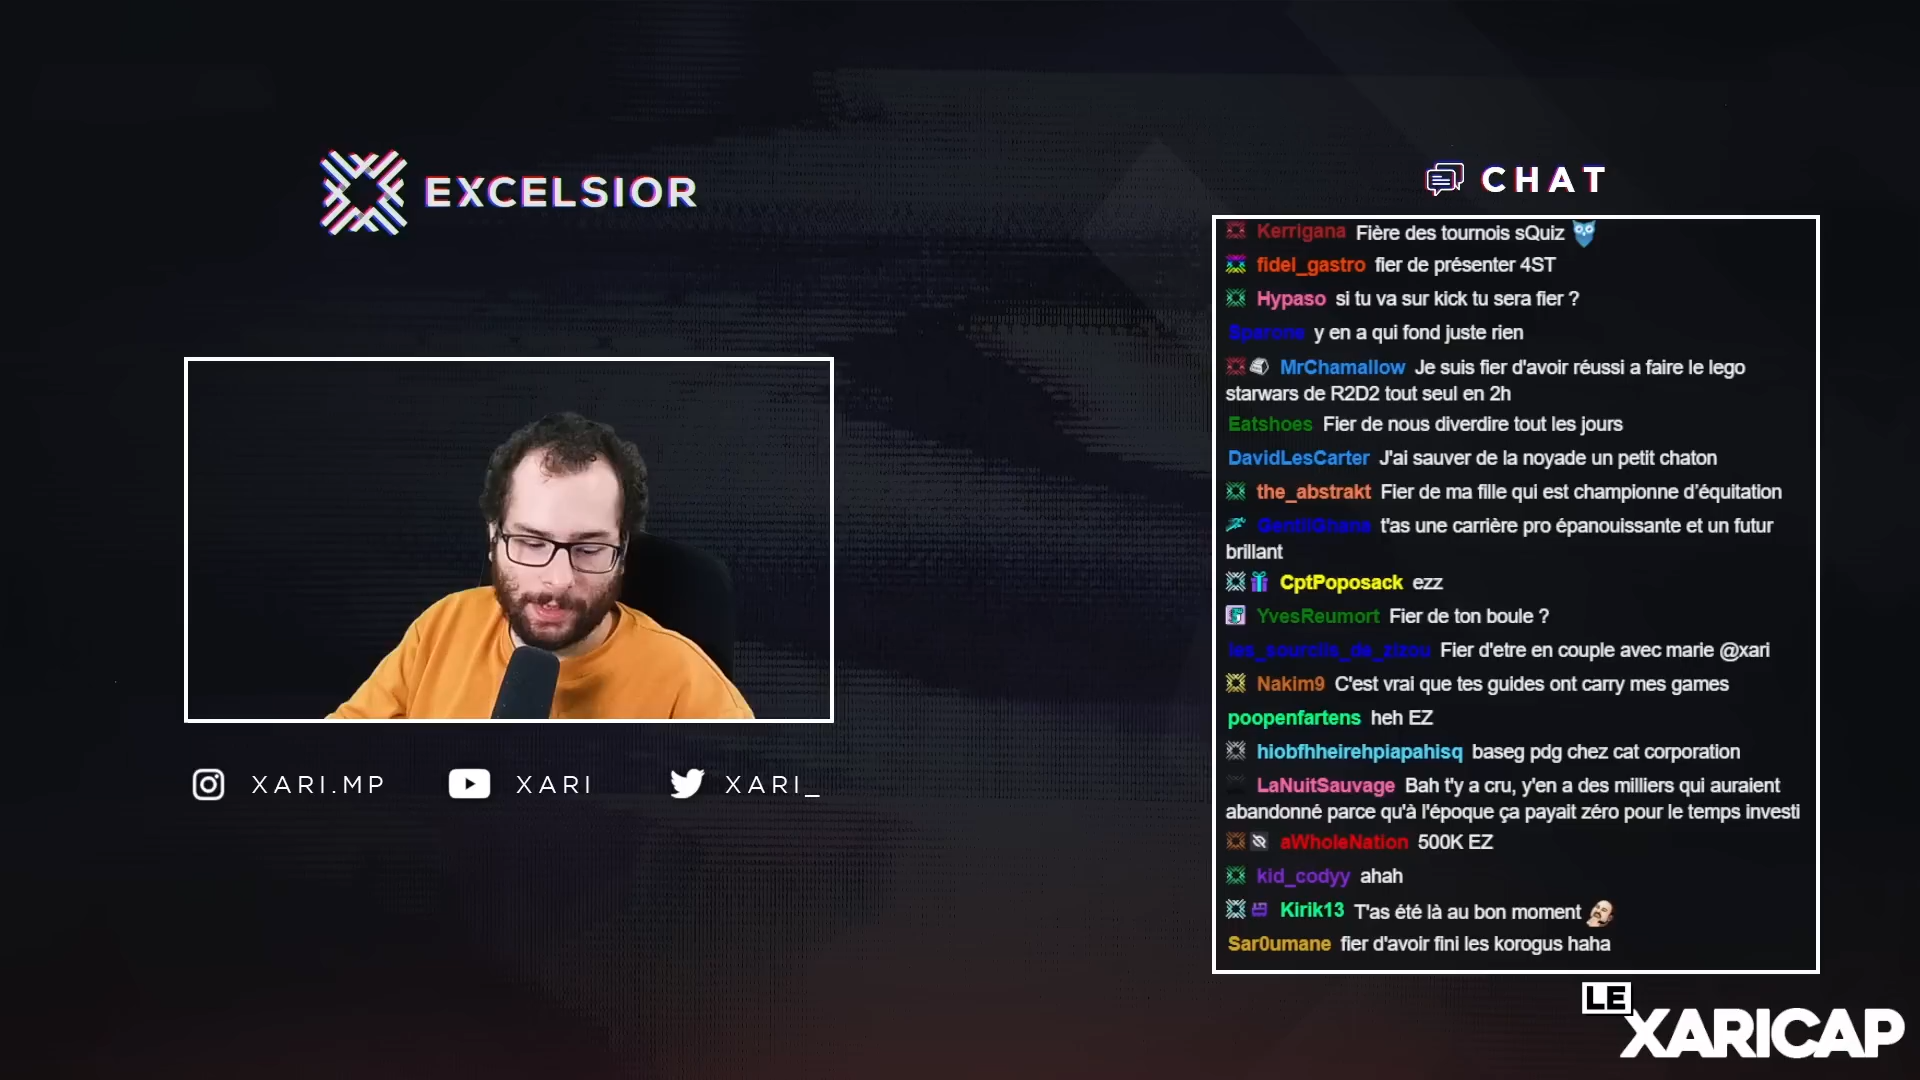 EXCELSIOR
CHAT
Kerrigana Fière des tournois sQuiz
fidel_gastro fier de présenter 4ST
Hypaso si tu va sur kick tu sera fier ?
Sparone y en a qui fond juste rien
MrChamallow Je suis fier d'avoir réussi a faire le lego
starwars de R2D2 tout seul en 2h
Eatshoes Fier de nous diverdire tout les jours
DavidLesCarter J'ai sauver de la noyade un petit chaton
the_abstrakt Fier de ma fille qui est championne d’équitation
GentilGhana t'as une carrière pro épanouissante et un futur
brillant
CptPoposack ezz
YvesReumort Fier de ton boule ?
les_sourcils_de_zizou Fier d'etre en couple avec marie @xari
Nakim9 C'est vrai que tes guides ont carry mes games
poopenfartens heh EZ
hiobfhheirehpiapahisq baseg pdg chez cat corporation
LaNuitSauvage Bah t'y a cru, y'en a des milliers qui auraient
abandonné parce qu'à l'époque ça payait zéro pour le temps investi
aWholeNation 500K EZ
kid_codyy ahah
Kirik13 T'as été là au bon moment
Sar0umane fier d'avoir fini les korogus haha
XARI.MP XARI XARI_
LE
XARICAP